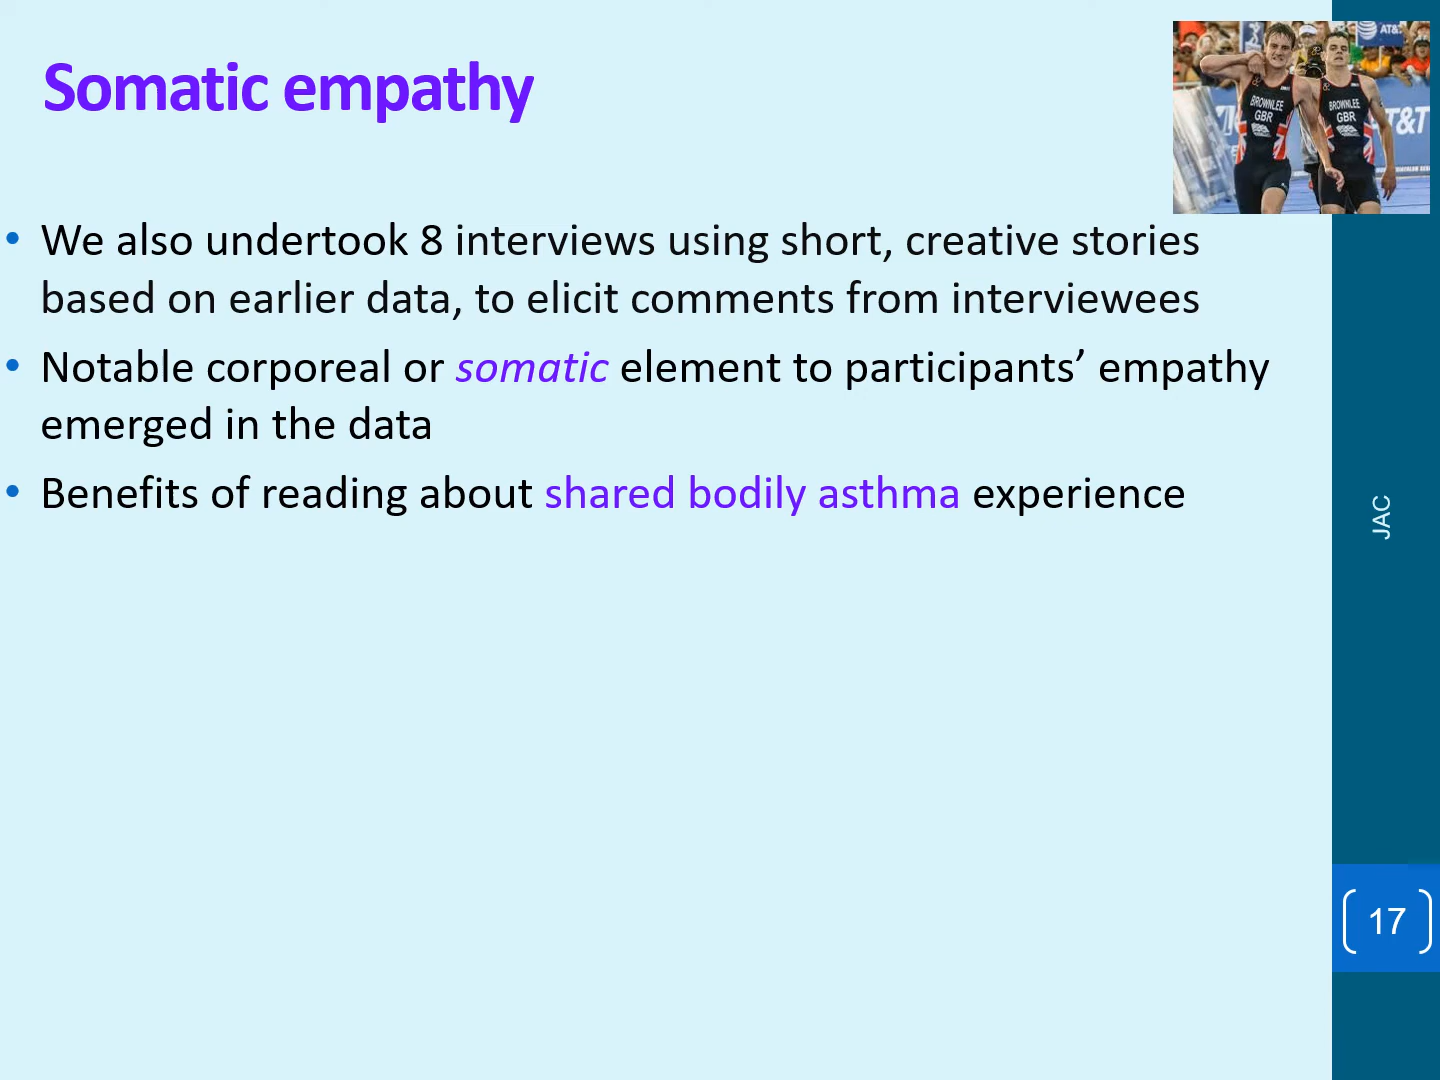 Somatic empathy
AT&T
BROWNLEE
GBR
BROWNLEE
GBR
T&T
• We also undertook 8 interviews using short, creative stories
based on earlier data, to elicit comments from interviewees
• Notable corporeal or somatic element to participants’ empathy
emerged in the data
• Benefits of reading about shared bodily asthma experience
JAC
17